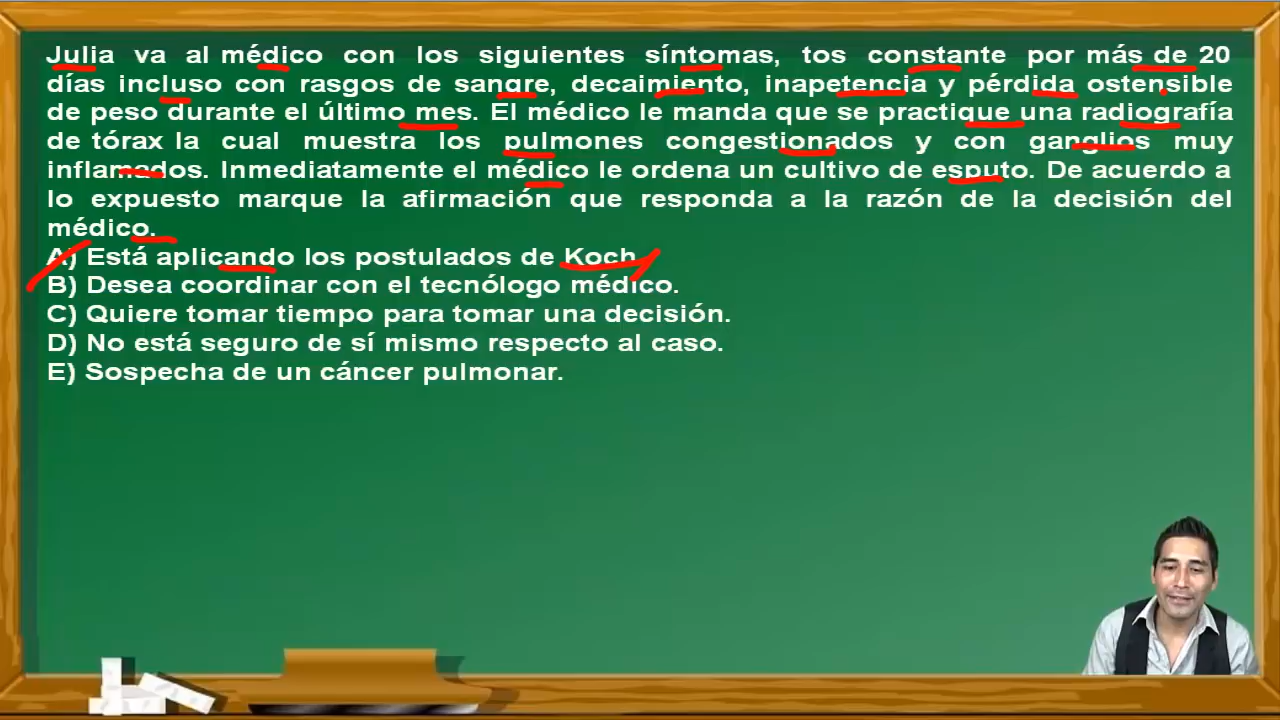 Julia va al médico con los siguientes síntomas, tos constante por más de 20
días incluso con rasgos de sangre, decaimiento, inapetencia y pérdida ostensible
de peso durante el último mes. El médico le manda que se practique una radiografía
de tórax la cual muestra los pulmones congestionados y con ganglios muy
inflamados. Inmediatamente el médico le ordena un cultivo de esputo. De acuerdo a
lo expuesto marque la afirmación que responda a la razón de la decisión del
médico.
A) Está aplicando los postulados de Koch
B) Desea coordinar con el tecnólogo médico.
C) Quiere tomar tiempo para tomar una decisión.
D) No está seguro de sí mismo respecto al caso.
E) Sospecha de un cáncer pulmonar.